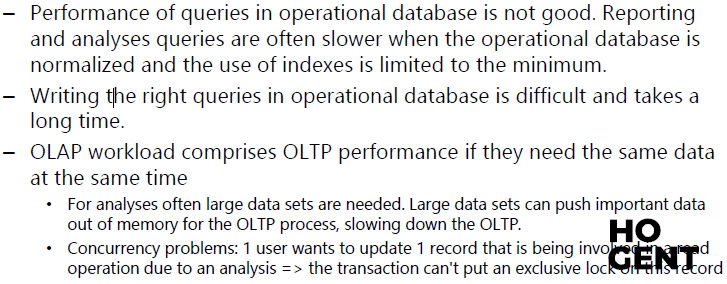 – Performance of queries in operational database is not good. Reporting
and analyses queries are often slower when the operational database is
normalized and the use of indexes is limited to the minimum.
– Writing the right queries in operational database is difficult and takes a
long time.
– OLAP workload comprises OLTP performance if they need the same data
at the same time
• For analyses often large data sets are needed. Large data sets can push important data
out of memory for the OLTP process, slowing down the OLTP.
• Concurrency problems: 1 user wants to update 1 record that is being involved in a read
operation due to an analysis => the transaction can't put an exclusive lock on this record
HO
GENT